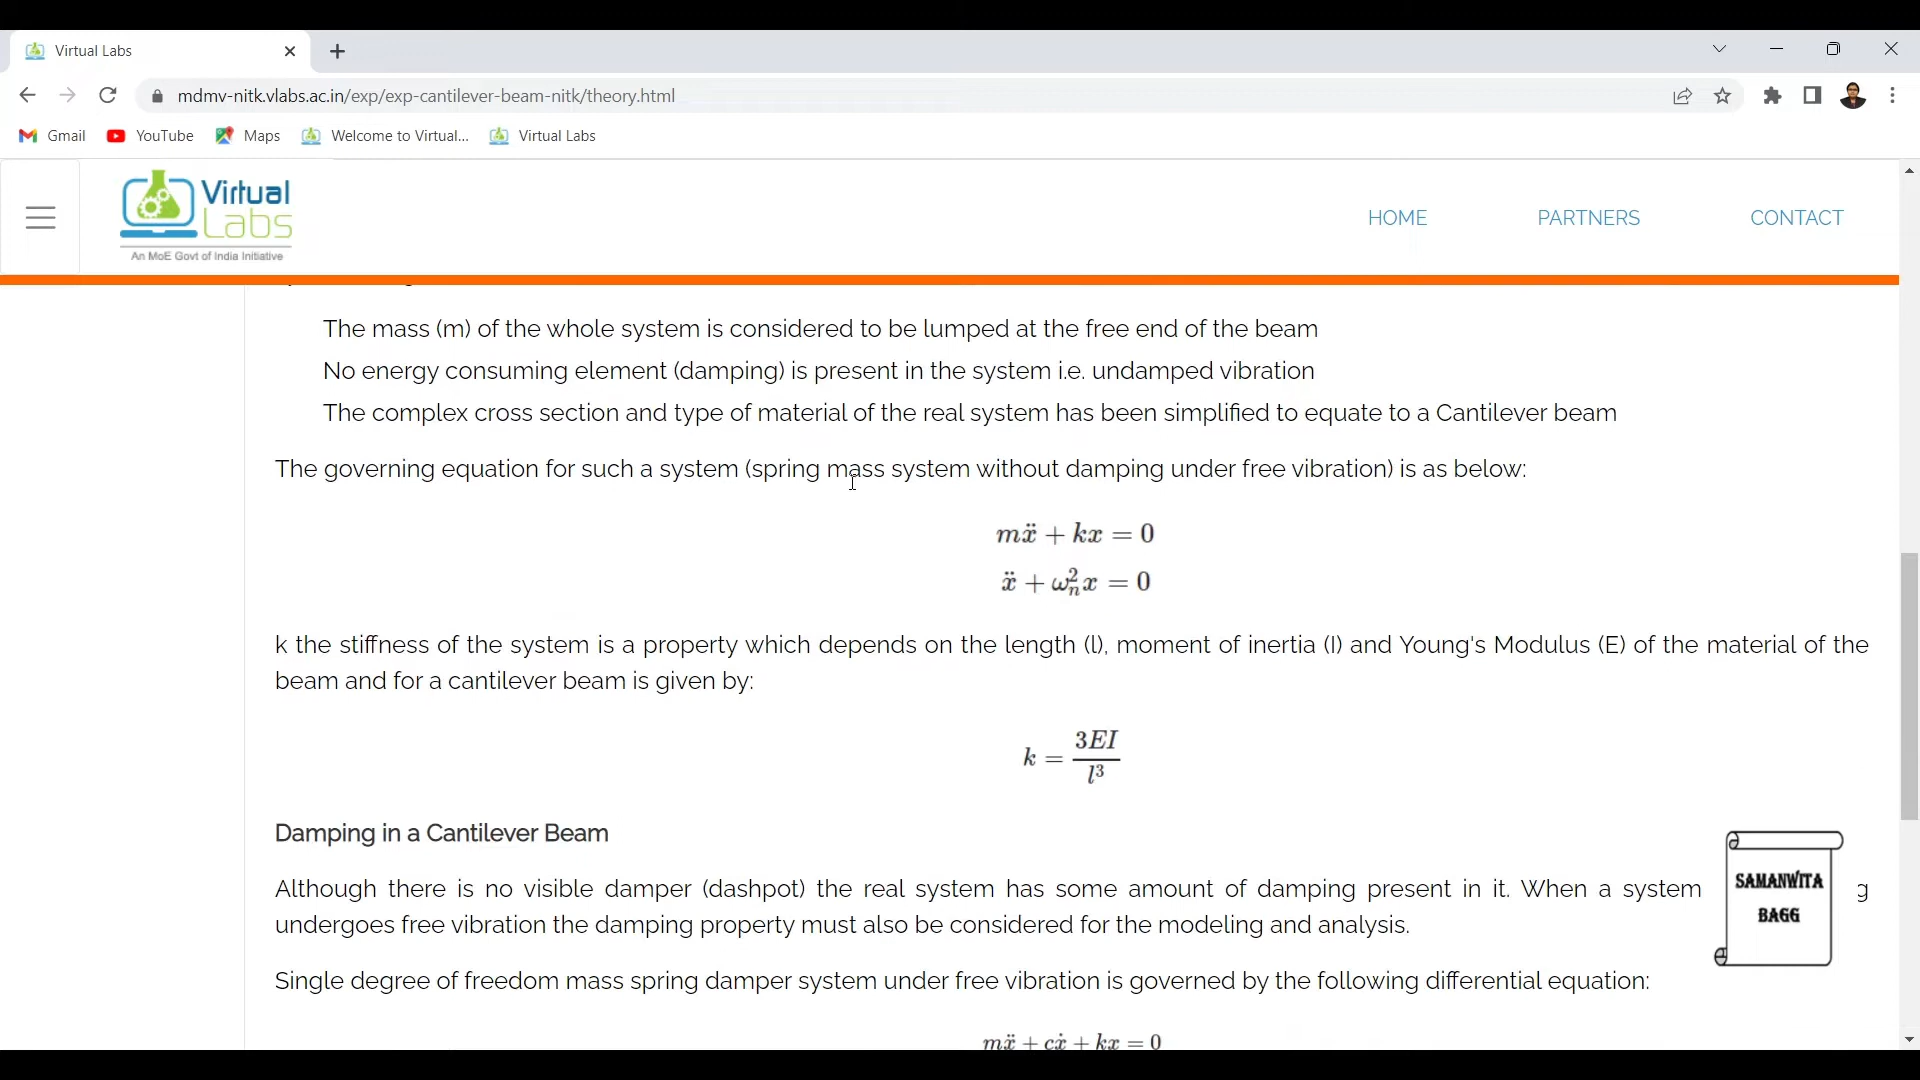 Virtual Labs
mdmv-nitk.vlabs.ac.in/exp/exp-cantilever-beam-nitk/theory.html
Gmail YouTube Maps Welcome to Virtual... Virtual Labs
Virtual
Labs
An MoE Govt of India Initiative
HOME PARTNERS CONTACT
The mass (m) of the whole system is considered to be lumped at the free end of the beam
No energy consuming element (damping) is present in the system i.e. undamped vibration
The complex cross section and type of material of the real system has been simplified to equate to a Cantilever beam
The governing equation for such a system (spring mass system without damping under free vibration) is as below:
mẍ + kx = 0
ẍ + ωₙ²x = 0
k the stiffness of the system is a property which depends on the length (l), moment of inertia (I) and Young's Modulus (E) of the material of the
beam and for a cantilever beam is given by:
k = 3EI / l³
Damping in a Cantilever Beam
Although there is no visible damper (dashpot) the real system has some amount of damping present in it. When a system
undergoes free vibration the damping property must also be considered for the modeling and analysis.
Single degree of freedom mass spring damper system under free vibration is governed by the following differential equation:
mẍ + cẋ + kx = 0
SAMANWITA
BAGG